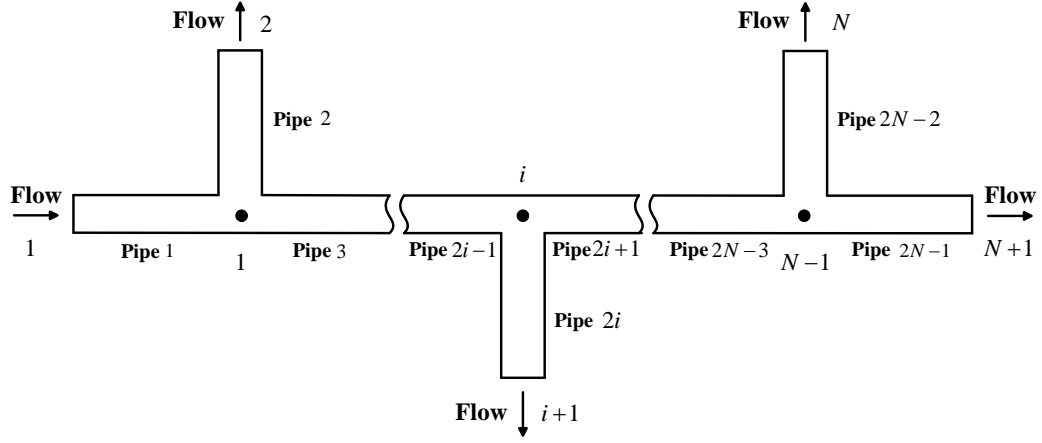 Flow 2
Flow N
Pipe 2
Pipe 2N−2
i
Flow
Flow
1
Pipe 1
1
Pipe 3
Pipe 2i−1
Pipe 2i+1
Pipe 2N−3
N−1
Pipe 2N−1
N+1
Pipe 2i
Flow i+1